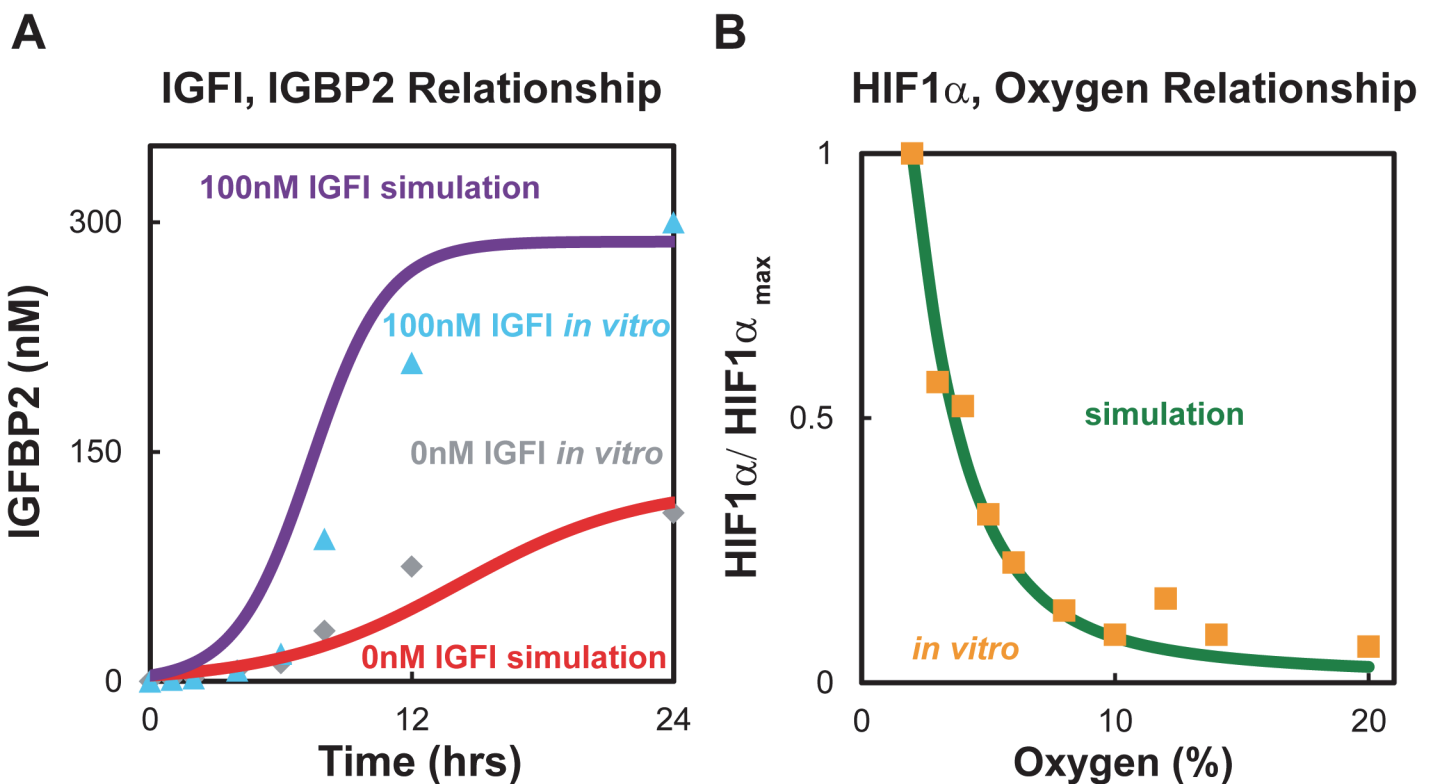 A
IGFI, IGBP2 Relationship
IGFBP2 (nM)
300
150
0
100nM IGFI simulation
100nM IGFI in vitro
0nM IGFI in vitro
0nM IGFI simulation
0
12
24
Time (hrs)
B
HIF1α, Oxygen Relationship
HIF1α/ HIF1α max
1
0.5
0
simulation
in vitro
0
10
20
Oxygen (%)